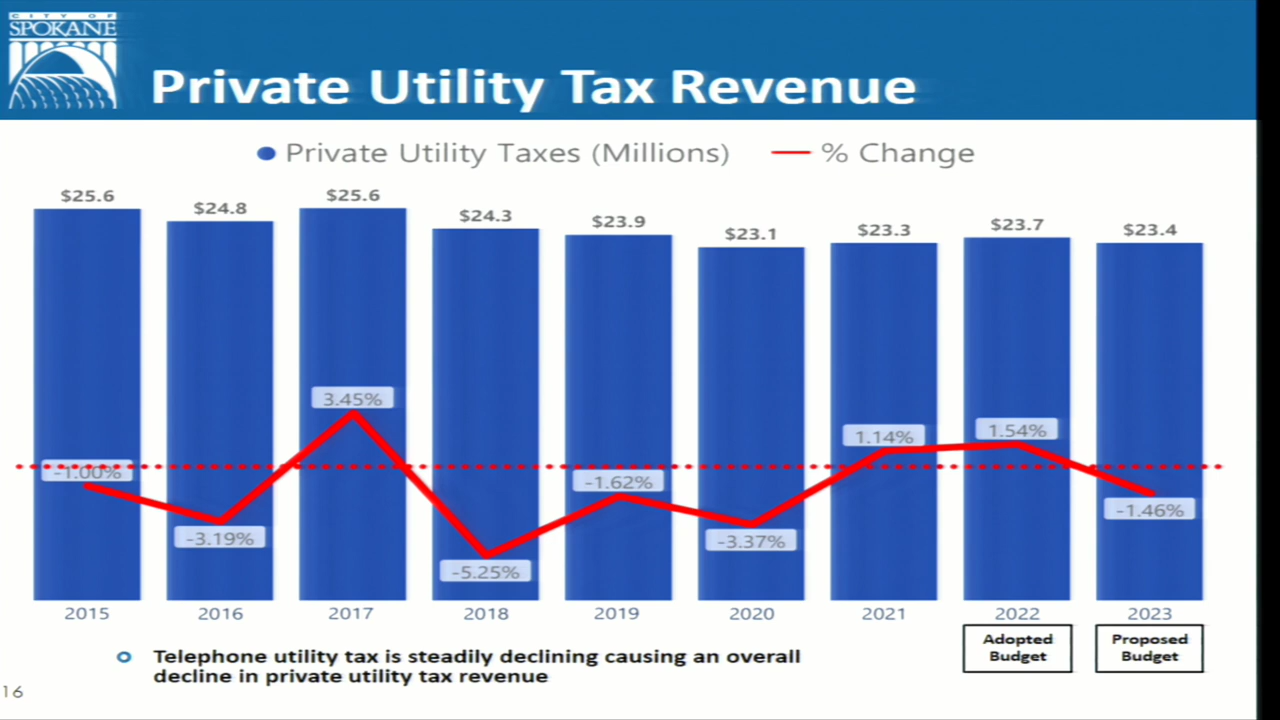 CITY OF
SPOKANE
Private Utility Tax Revenue
Private Utility Taxes (Millions) % Change
$25.6 $24.8 $25.6 $24.3 $23.9 $23.1 $23.3 $23.7 $23.4
-1.00% -3.19% 3.45% -5.25% -1.62% -3.37% 1.14% 1.54% -1.46%
2015 2016 2017 2018 2019 2020 2021 2022 2023
Adopted
Budget
Proposed
Budget
Telephone utility tax is steadily declining causing an overall
decline in private utility tax revenue
16